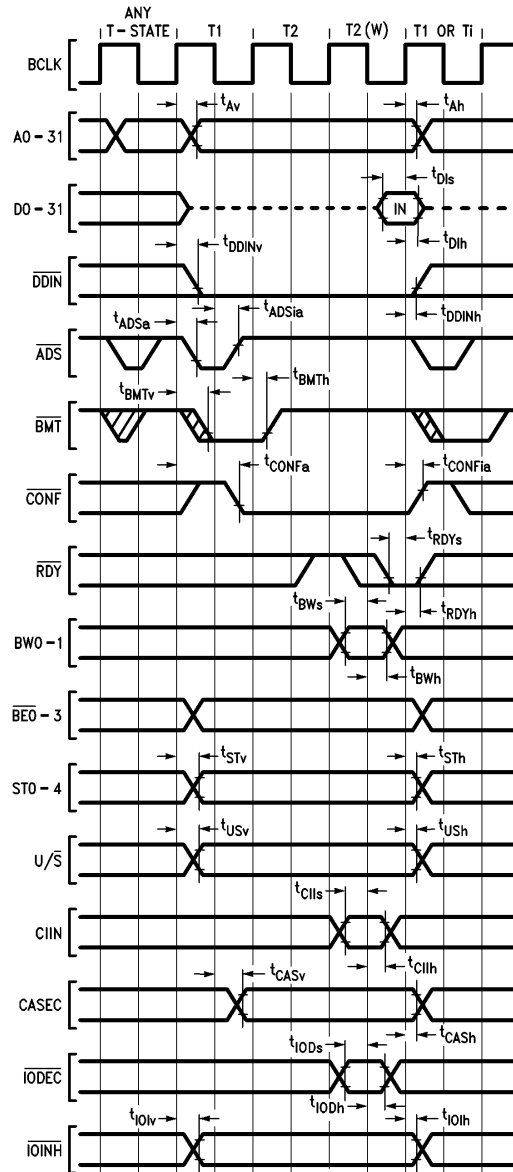 ANY
T-STATE T1 T2 T2 (W) T1 OR Ti
BCLK
tAv tAh
A0-31
tDIs
D0-31 IN
tDIh
tDDINv
DDIN
tADSa tADSia tDDINh
ADS
tBMTv tBMTh
BMT
tCONFa tCONFia
CONF
tRDYs
RDY
tBWs tRDYh
BW0-1
tBWh
BE0-3
tSTv tSTh
ST0-4
tUSv tUSh
U/S
tCIIs
CIIN
tCASv tCIIh
CASEC
tIODs tCASh
IODEC
tIOIv tIODh tIOIh
IOINH